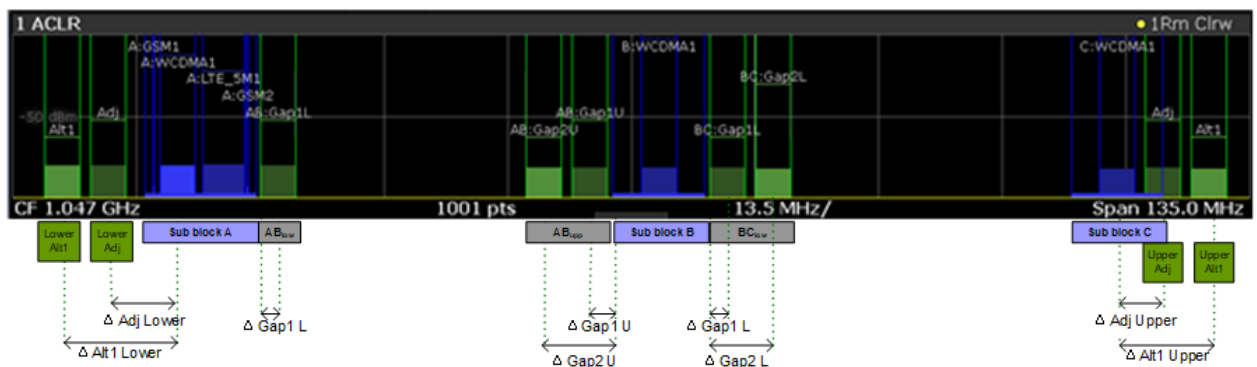 1 ACLR
1Rm Clrw
A:GSM1
B:WCDMA1
C:WCDMA1
A:WCDMA1
A:LTE_5M1
BC:Gap2L
A:GSM2
-50 dBm
Adj
AB:Gap1L
AB:Gap1U
Adj
Alt1
AB:Gap2U
BC:Gap1L
Alt1
CF 1.047 GHz
1001 pts
13.5 MHz/
Span 135.0 MHz
Lower Alt1
Lower Adj
Sub block A
ABlow
ABupp
Sub block B
BClow
Sub block C
Upper Adj
Upper Alt1
Δ Adj Lower
Δ Gap1 L
Δ Gap1 U
Δ Gap1 L
Δ Adj Upper
Δ Alt1 Lower
Δ Gap2 U
Δ Gap2 L
Δ Alt1 Upper